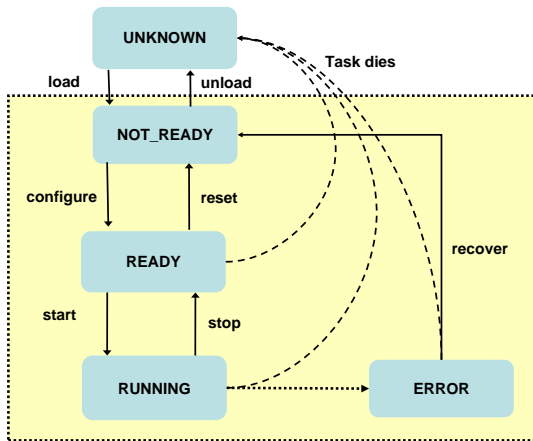 UNKNOWN
Task dies
load
unload
NOT_READY
configure
reset
recover
READY
start
stop
RUNNING
ERROR